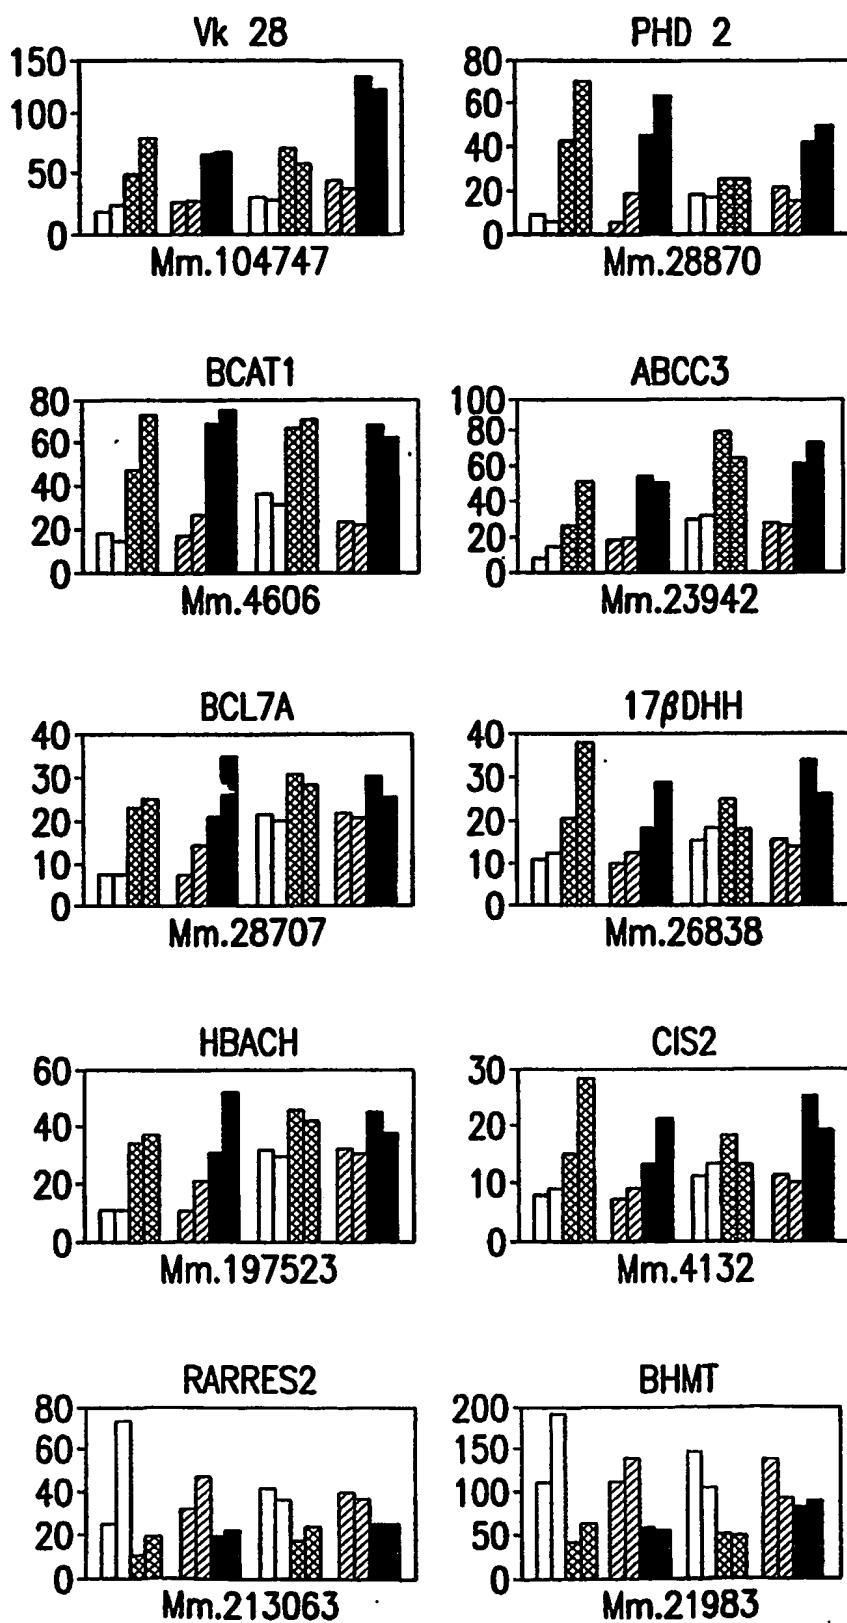 Vk 28
150
100
50
0
Mm.104747
PHD 2
80
60
40
20
0
Mm.28870
BCAT1
80
60
40
20
0
Mm.4606
ABCC3
100
80
60
40
20
0
Mm.23942
BCL7A
40
30
20
10
0
Mm.28707
17βDHH
40
30
20
10
0
Mm.26838
HBACH
60
40
20
0
Mm.197523
CIS2
30
20
10
0
Mm.4132
RARRES2
80
60
40
20
0
Mm.213063
BHMT
200
150
100
50
0
Mm.21983